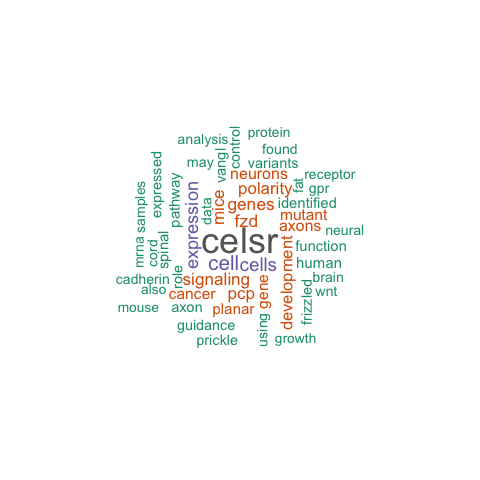 protein
analysis
control
found
may
vangl
variants
neurons
receptor
expressed
pathway
polarity
fat
gpr
mice
genes
identified
samples
data
expression
fzd
mutant
axons
neural
celsr
mrna
cord
spinal
function
cell
cells
development
human
cadherin
role
signaling
gene
brain
also
cancer
pcp
frizzled
wnt
mouse
axon
planar
guidance
using
prickle
growth